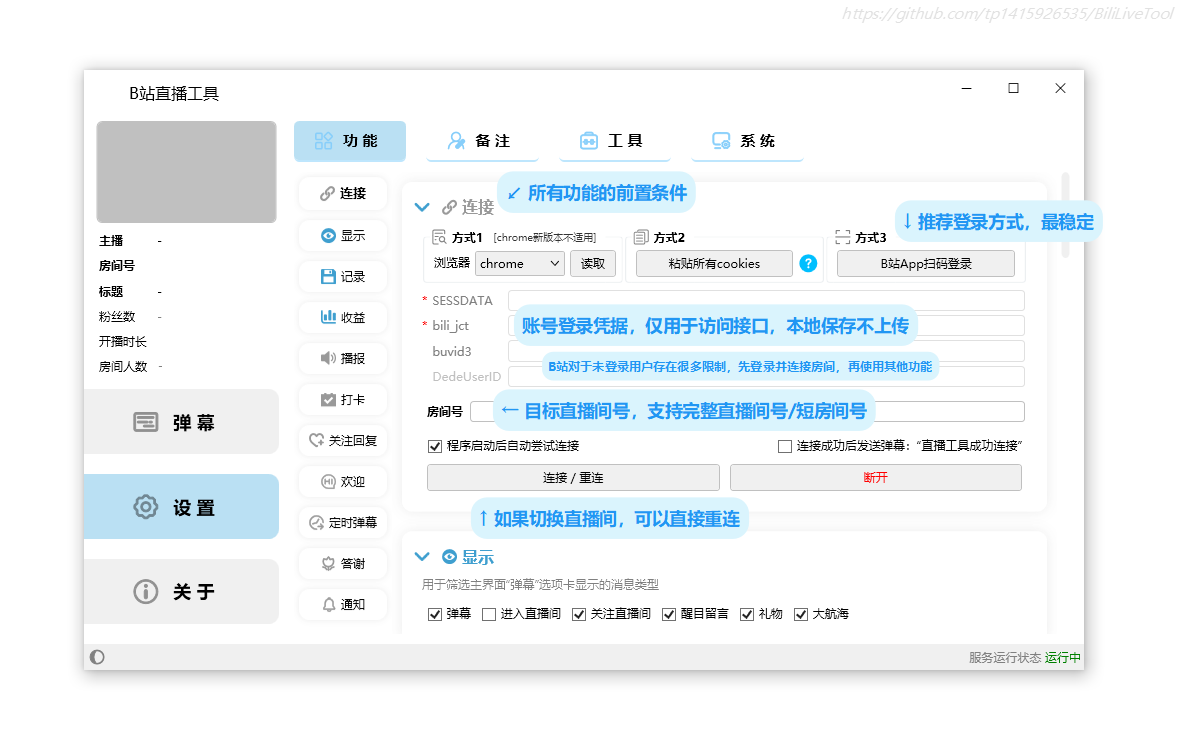 https://github.com/tp1415926535/BiliLiveTool
B站直播工具
功能 备注 工具 系统
主播 -
房间号
标题 -
粉丝数 -
开播时长
房间人数 -
弹幕
设置
关于
连接
显示
记录
收益
播报
打卡
关注回复
欢迎
定时弹幕
答谢
通知
连接
↙ 所有功能的前置条件
↓推荐登录方式，最稳定
方式1 [chrome新版本不适用] 方式2 方式3
浏览器 chrome 读取 粘贴所有cookies ? B站App扫码登录
* SESSDATA
* bili_jct
账号登录凭据，仅用于访问接口，本地保存不上传
buvid3
B站对于未登录用户存在很多限制，先登录并连接房间，再使用其他功能
DedeUserID
房间号
← 目标直播间号，支持完整直播间号/短房间号
程序启动后自动尝试连接 连接成功后发送弹幕：“直播工具成功连接”
连接 / 重连 断开
↑如果切换直播间，可以直接重连
显示
用于筛选主界面“弹幕”选项卡显示的消息类型
弹幕 进入直播间 关注直播间 醒目留言 礼物 大航海
服务运行状态 运行中